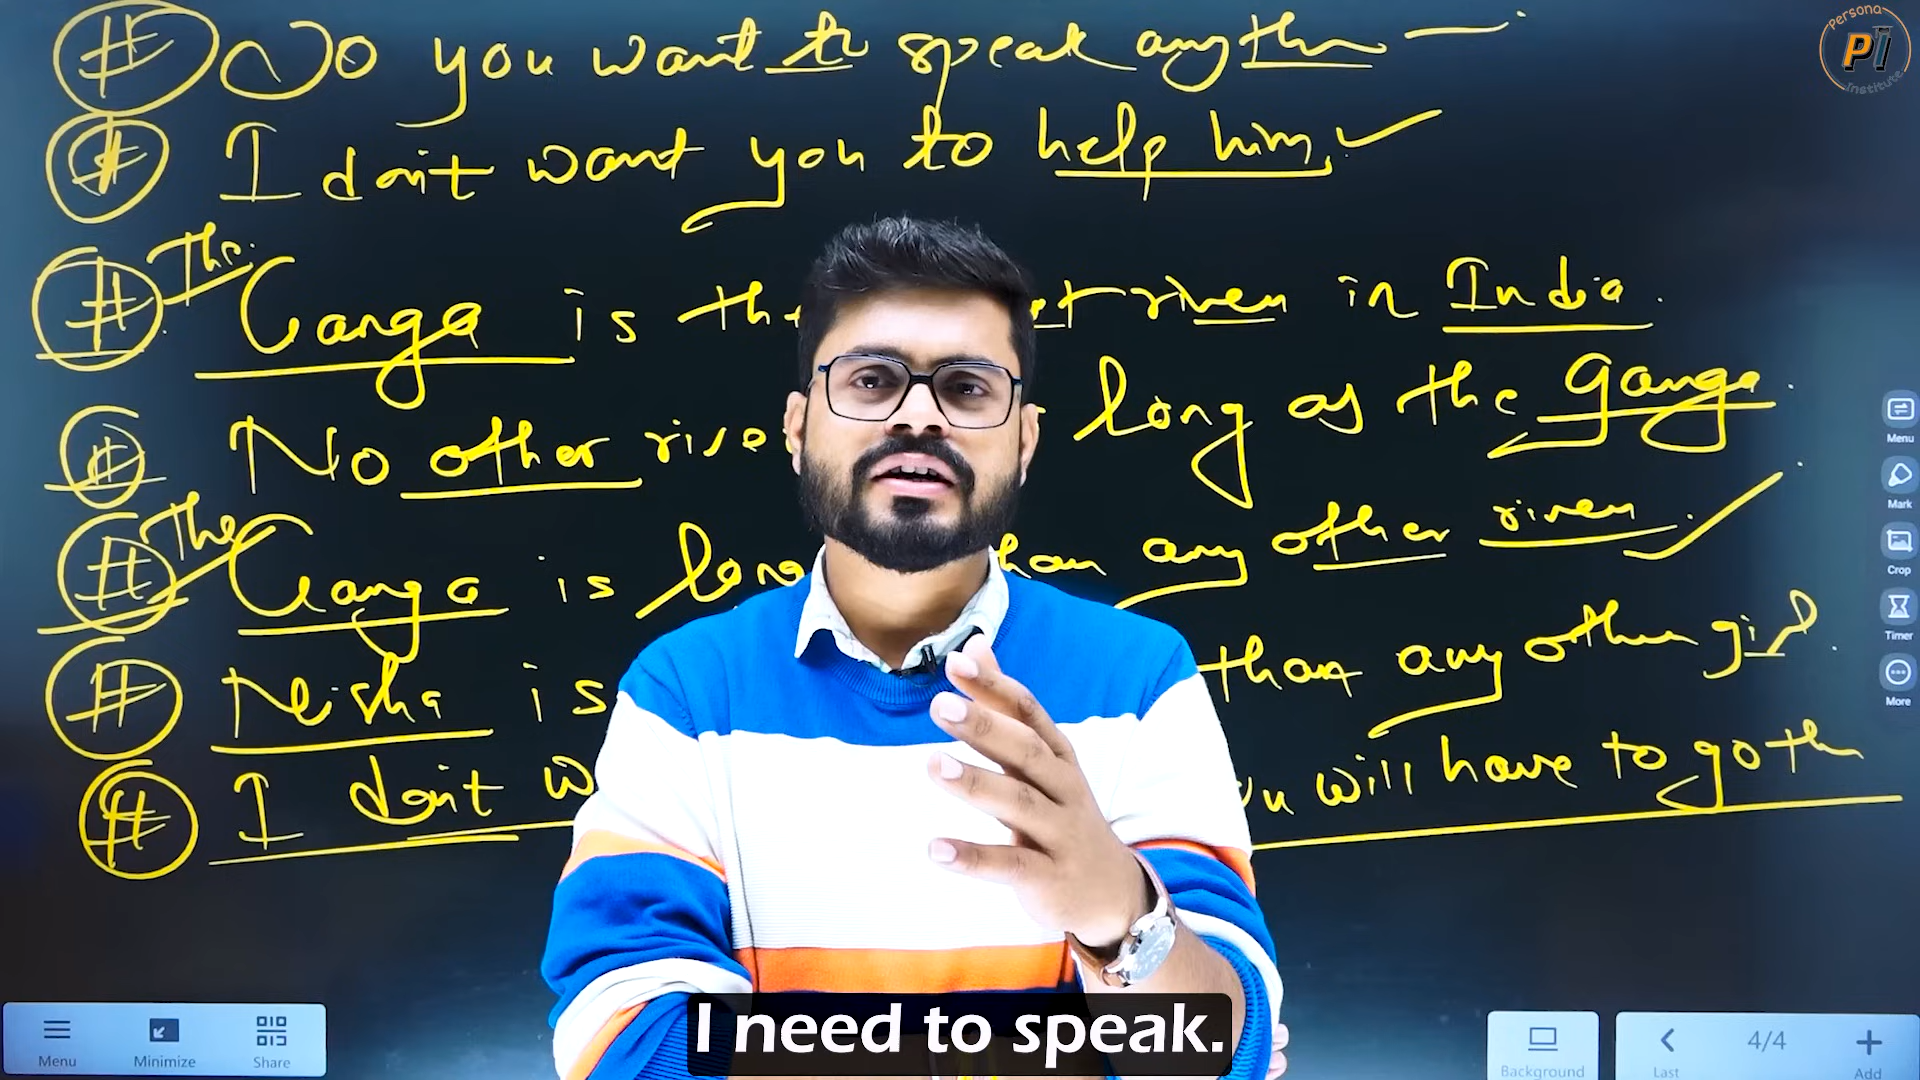 Persona
PI
Institute
# Do you want to speak anyth
# I don't want you to help him.
The
# Ganga is the river in India.
# No other long as the Ganga.
The
# Ganga is than any other river.
# Nisha is than any other girl.
# I don't will have to go th
Menu
Mark
Crop
Timer
More
I need to speak.
Menu
Minimize
Share
Background
4/4
Last
Add